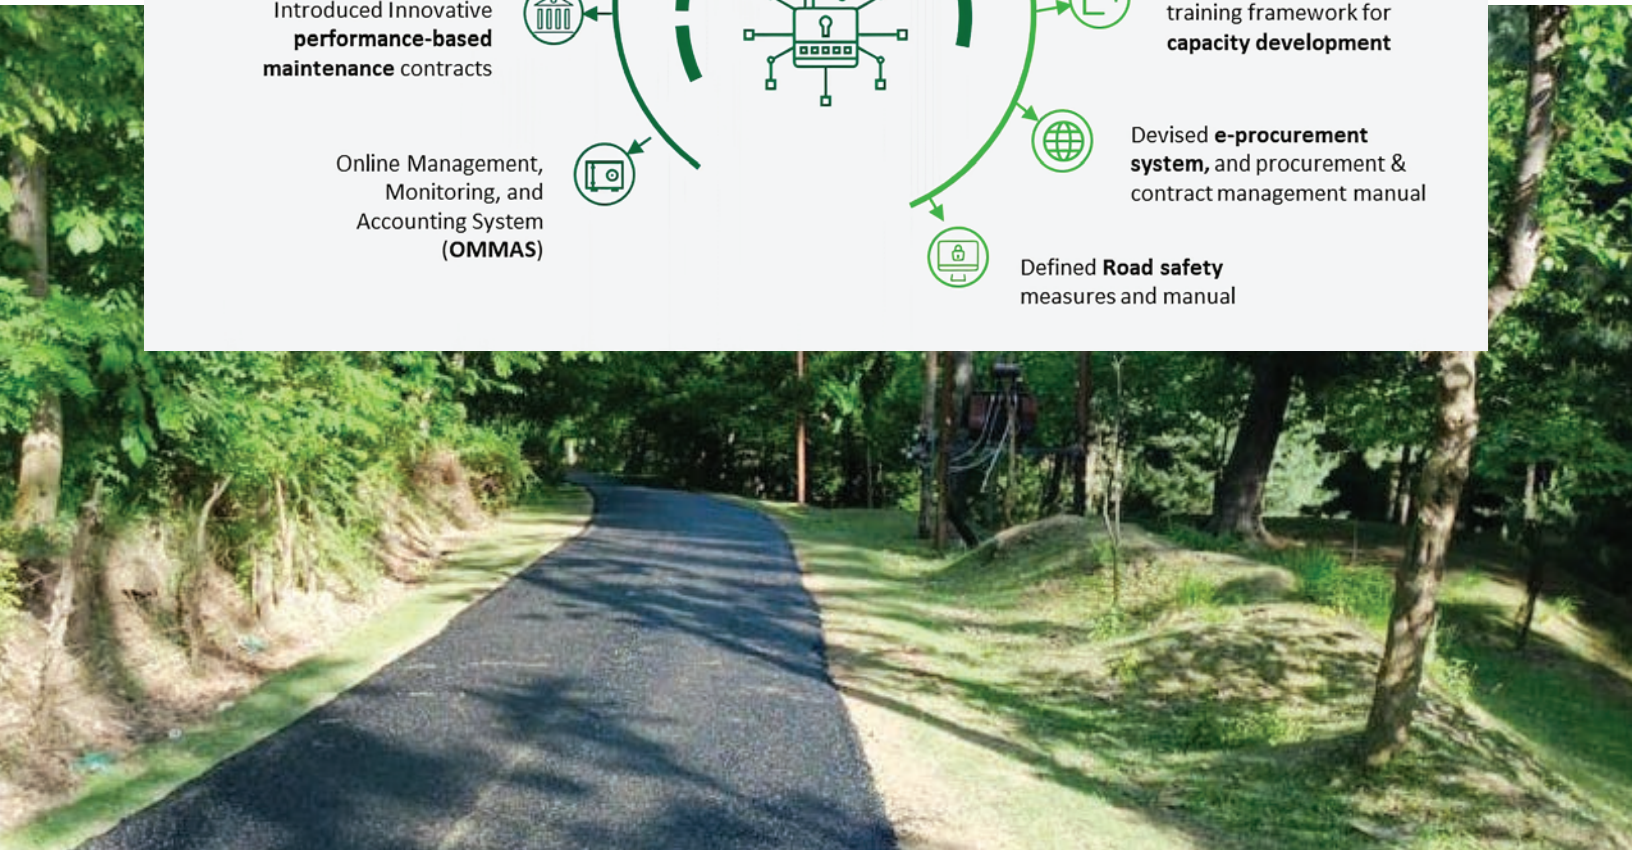 Introduced Innovative
performance-based
maintenance contracts
Online Management,
Monitoring, and
Accounting System
(OMMAS)
training framework for
capacity development
Devised e-procurement
system, and procurement &
contract management manual
Defined Road safety
measures and manual